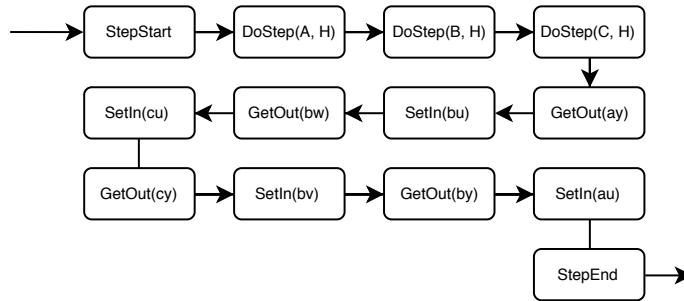 StepStart
DoStep(A, H)
DoStep(B, H)
DoStep(C, H)
GetOut(ay)
SetIn(bu)
GetOut(bw)
SetIn(cu)
GetOut(cy)
SetIn(bv)
GetOut(by)
SetIn(au)
StepEnd